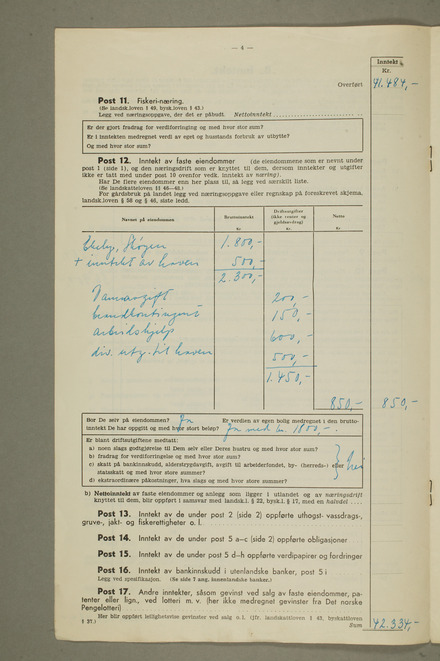 — 4 —
Inntekt
Kr.
Overført 41.484,-
Post 11. Fiskeri-næring.
(Se landsk.loven § 49, bysk.loven § 43.)
Legg ved næringsoppgave, der det er påbudt. Nettoinntekt
Er der gjort fradrag for verdiforringing og med hvor stor sum?
Er i inntekten medregnet verdi av eget og husstands forbruk av utbytte?
Og med hvor stor sum?
Post 12. Inntekt av faste eiendommer (de eiendommene som er nevnt under
post 1 (side 1), og den næringsdrift som er knyttet til dem, dersom inntekter og utgifter
ikke er tatt med under post 10 ovenfor vedk. inntekt av næring).
Har De flere eiendommer enn her plass til, så legg ved særskilt liste.
(Se landsskatteloven §§ 46—48.)
For gårdsbruk på landet legg ved næringsoppgave eller regnskap på foreskrevet skjema,
landsk.loven § 58 og § 46, siste ledd.
Navnet på eiendommen
Bruttoinntekt
Driftsutgifter
(ikke renter og
gjeldsavdrag)
Netto
kr. kr. kr.
1.800,-
+ inntekt av haven 500,-
2.300,-
Vannavgift 200,-
150,-
arbeidshjelp 600,-
div. utg. til haven 500,-
1.450,-
850,- 850,-
Bor De selv på eiendommen? Ja Er verdien av egen bolig medregnet i den brutto-
inntekt De har oppgitt og med hvor stort beløp? Ja med kr. 1800,-.
Er blant driftsutgiftene medtatt:
a) noen slags godtgjørelse til Dem selv eller Deres hustru og med hvor stor sum?
b) fradrag for verdiforringelse og med hvor stor sum?
c) skatt på bankinnskudd, alderstrygdavgift, avgift til arbeiderfondet, by- (herreds-) eller
statsskatt og med hvor store summer?
d) ekstraordinære påkostninger, hva slags og med hvor store summer?
Nei
b) Nettoinntekt av faste eiendommer og anlegg som ligger i utlandet og av næringsdrift
knyttet til dem, blir oppført i samsvar med landsk.l. § 22, bysk.l. § 17, med en halvdel
Post 13. Inntekt av de under post 2 (side 2) oppførte uthogst- vassdrags-,
gruve-, jakt- og fiskerettigheter o. l.
Post 14. Inntekt av de under post 5 a–c (side 2) oppførte obligasjoner
Post 15. Inntekt av de under post 5 d–h oppførte verdipapirer og fordringer
Post 16. Inntekt av bankinnskudd i utenlandske banker, post 5 i
Legg ved spesifikasjon. (Se side 7 ang. innenlandske banker.)
Post 17. Andre inntekter, såsom gevinst ved salg av faste eiendommer, pa-
tenter eller lign., ved lotteri m. v. (her ikke medregnet gevinster fra Det norske
Pengelotteri)
Her blir oppført leilighetsvise gevinster ved salg o.l. (jfr. landsskattloven § 43, byskattloven
§ 37.) Sum 42.334,-